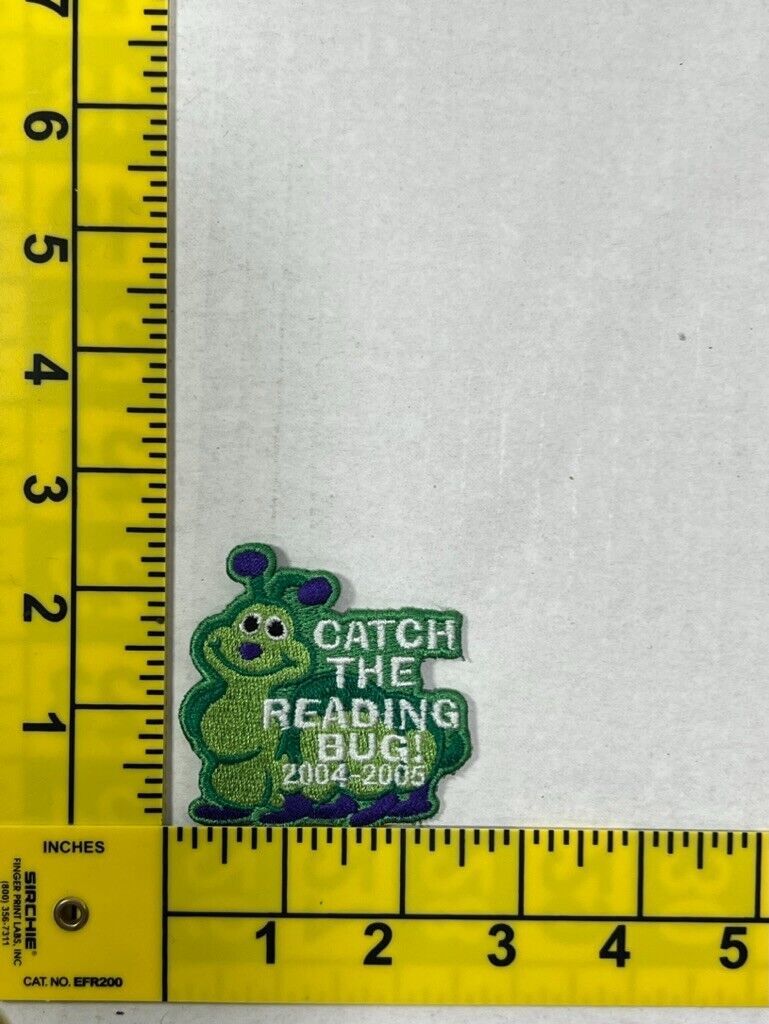 7
6
5
4
3
2
1
CATCH
THE
READING
BUG!
2004-2005
INCHES
SIRCHIE®
FINGER PRINT LABS, INC
(800) 356-7311
CAT. NO. EFR200
1 2 3 4 5